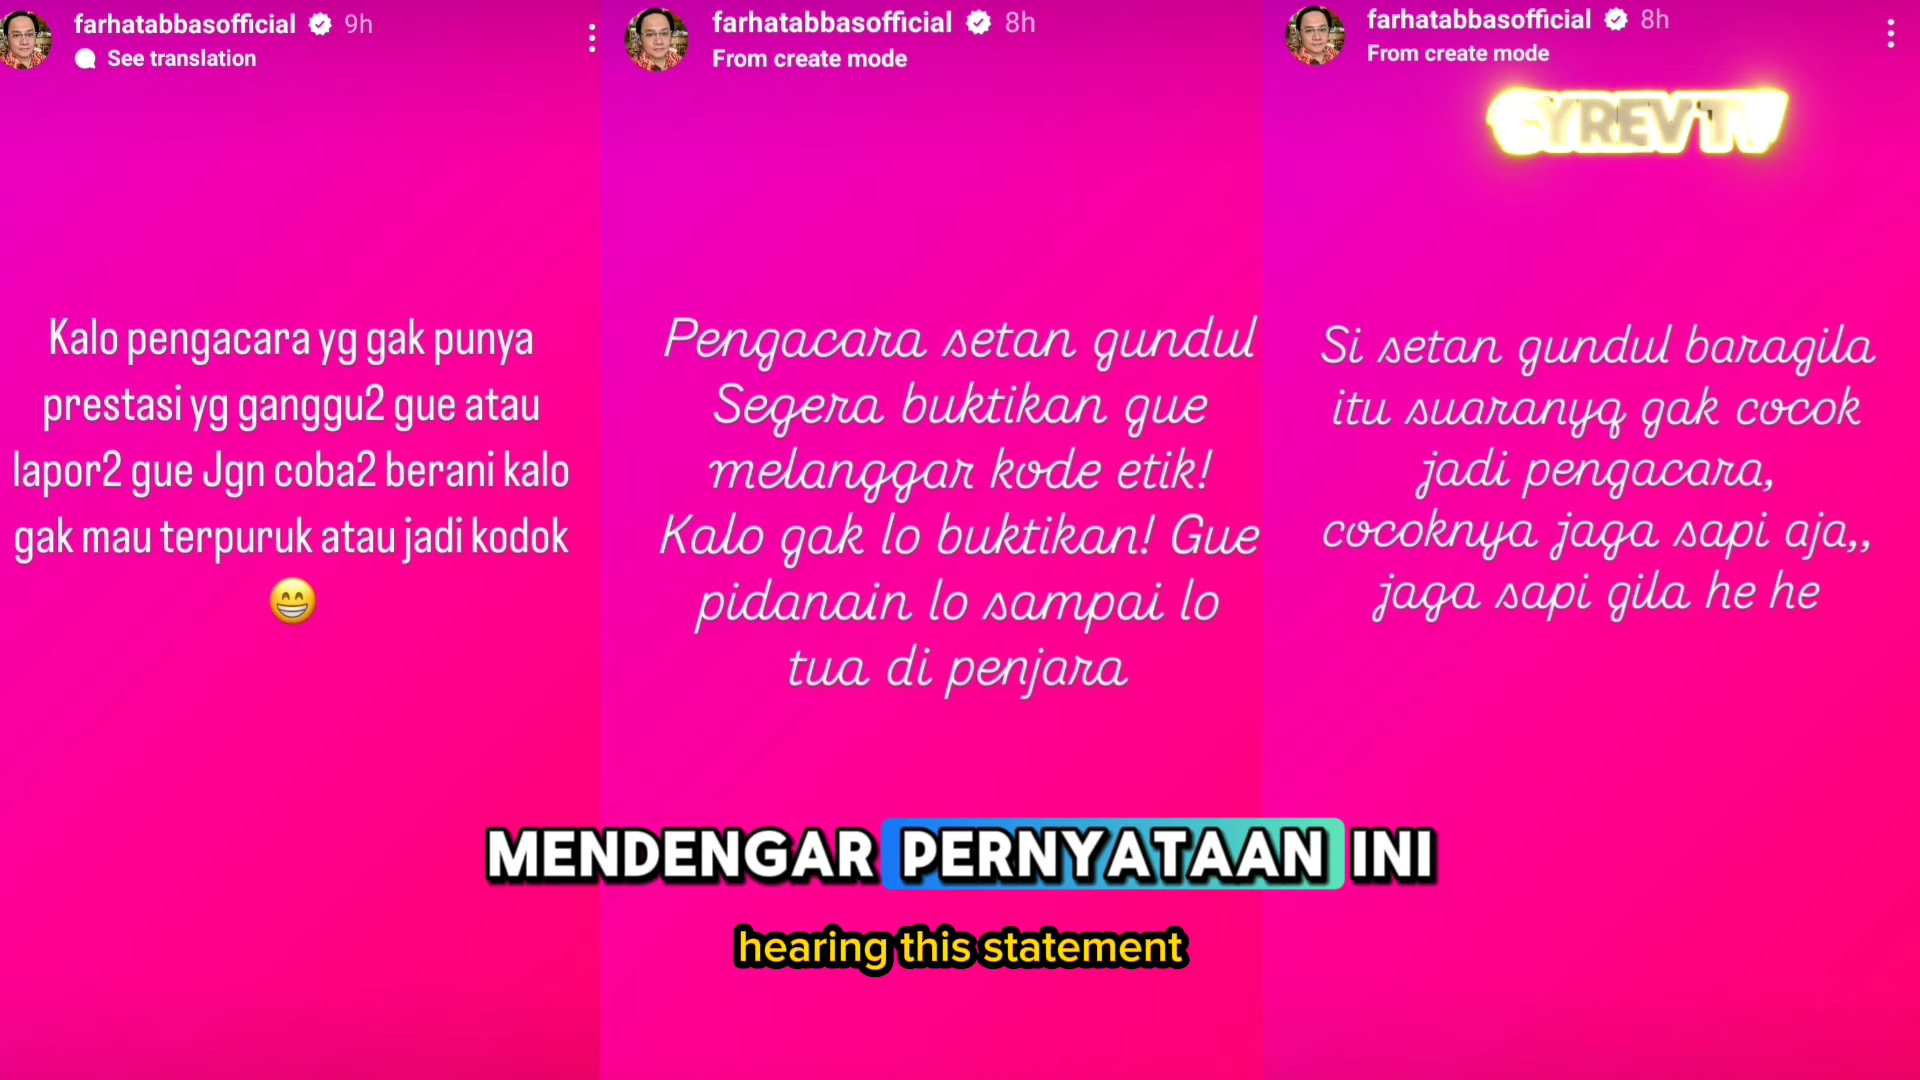 farhatabbasofficial 9h
See translation
Kalo pengacara yg gak punya
prestasi yg ganggu2 gue atau
lapor2 gue Jgn coba2 berani kalo
gak mau terpuruk atau jadi kodok
😁
farhatabbasofficial 8h
From create mode
Pengacara setan gundul
Segera buktikan gue
melanggar kode etik!
Kalo gak lo buktikan! Gue
pidanain lo sampai lo
tua di penjara
farhatabbasofficial 8h
From create mode
Si setan gundul baragila
itu suaranyq gak cocok
jadi pengacara,
cocoknya jaga sapi aja,,
jaga sapi gila he he
MENDENGAR PERNYATAAN INI
hearing this statement